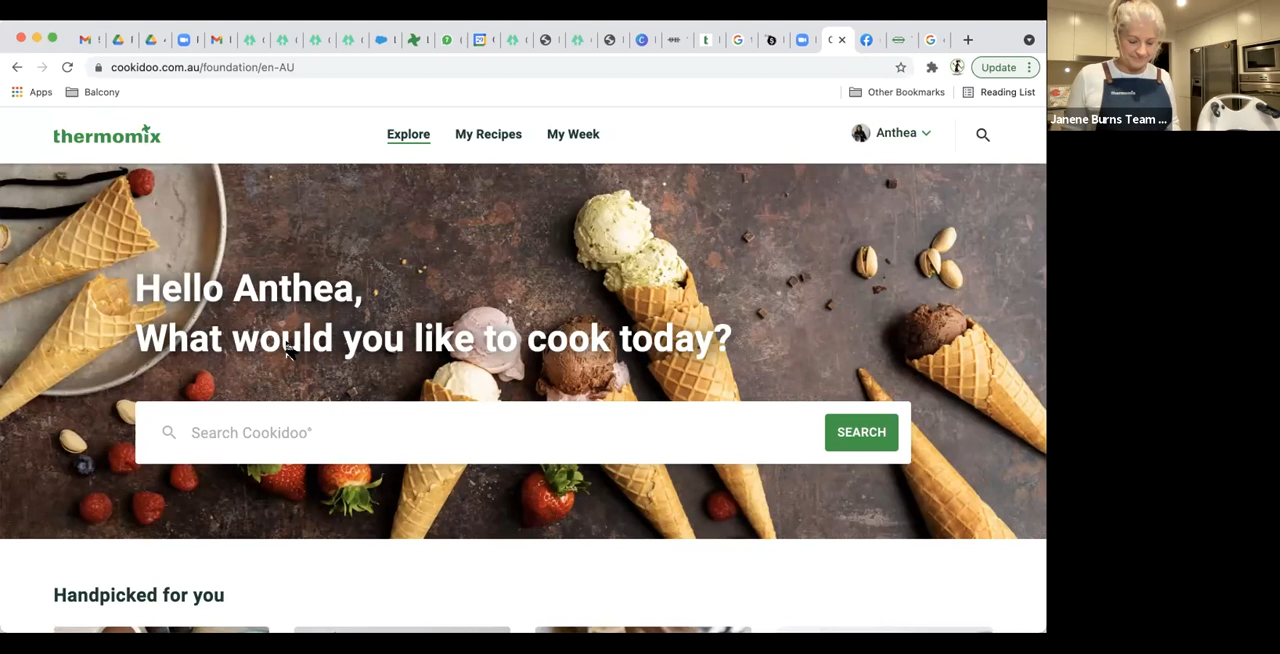 cookidoo.com.au/foundation/en-AU
Update
Apps
Balcony
Other Bookmarks
Reading List
thermomix
Explore
My Recipes
My Week
Anthea
Hello Anthea,
What would you like to cook today?
Search Cookidoo®
SEARCH
Handpicked for you
Janene Burns Team ...
thermomix